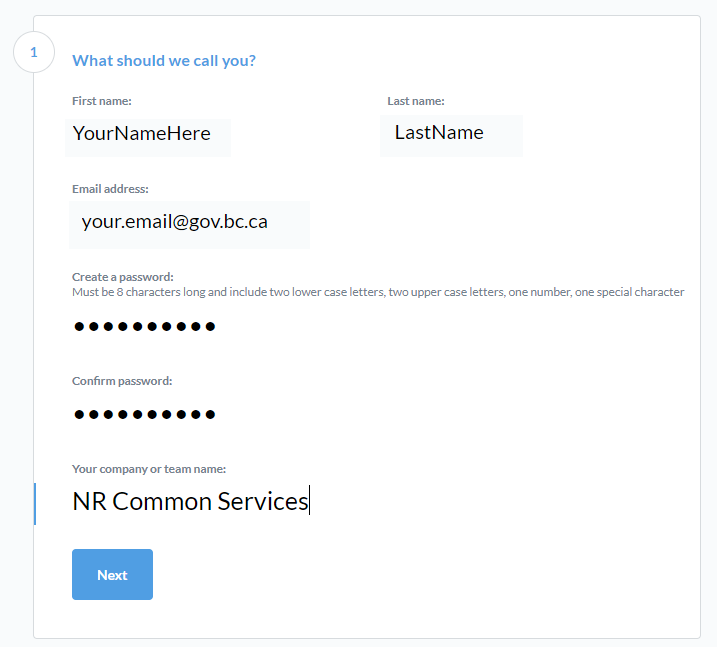 1
What should we call you?
First name: Last name:
YourNameHere LastName
Email address:
your.email@gov.bc.ca
Create a password:
Must be 8 characters long and include two lower case letters, two upper case letters, one number, one special character
●●●●●●●●●●
Confirm password:
●●●●●●●●●●
Your company or team name:
NR Common Services
Next